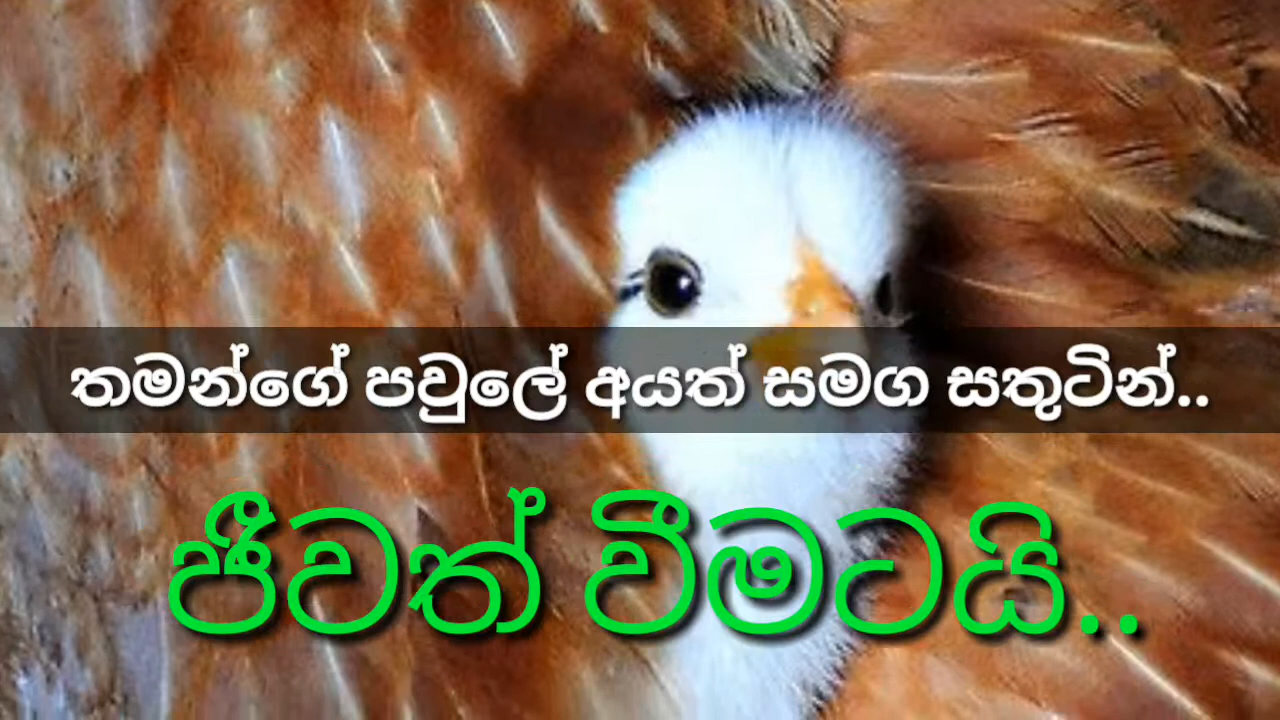 තමන්ගේ පවුලේ අයත් සමග සතුටින්..
ජීවත් වීමටයි..